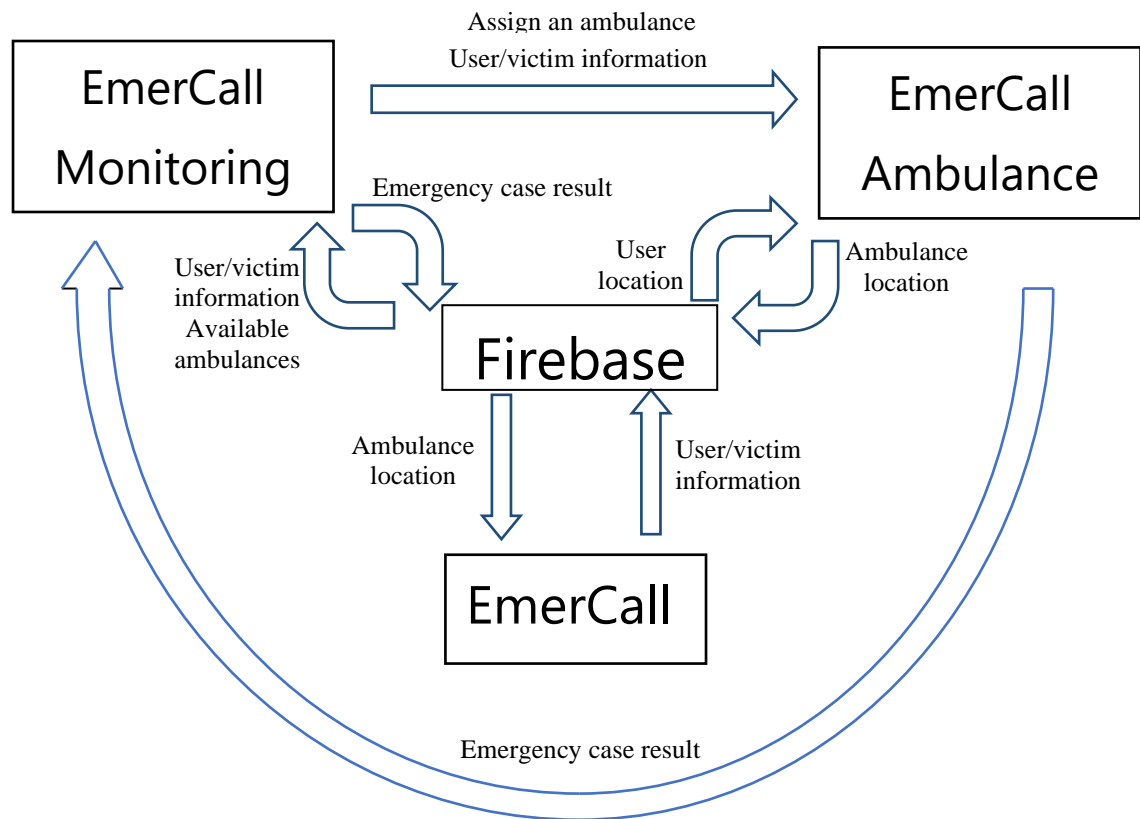 Assign an ambulance
User/victim information
EmerCall
Monitoring
EmerCall
Ambulance
Emergency case result
User/victim
information
Available
ambulances
User
location
Ambulance
location
Firebase
Ambulance
location
User/victim
information
EmerCall
Emergency case result